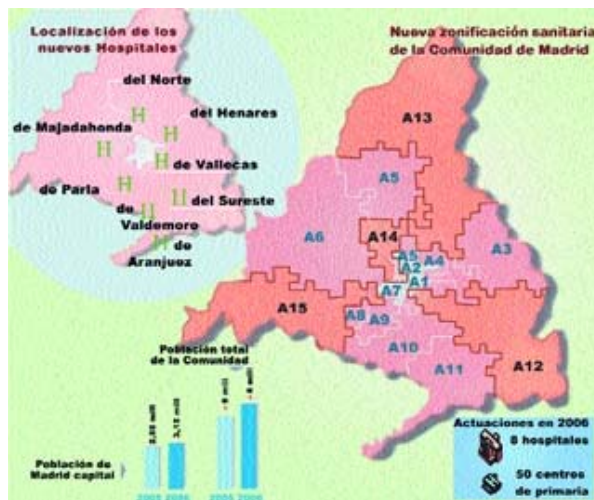 Localización de los
nuevos Hospitales
Nueva zonificación sanitaria
de la Comunidad de Madrid
del Norte
del Henares
de Majadahonda
de Vallecas
de Parla
del Sureste
de
Valdemoro
de
Aranjuez
H
H
H
H
H
H
H
H
A13
A5
A6
A14
A3
A5
A4
A2
A1
A7
A15
A8
A9
A10
A11
A12
Población total
de la Comunidad
Población de
Madrid capital
2006
Actuaciones en 2006
8 hospitales
50 centros
de primaria